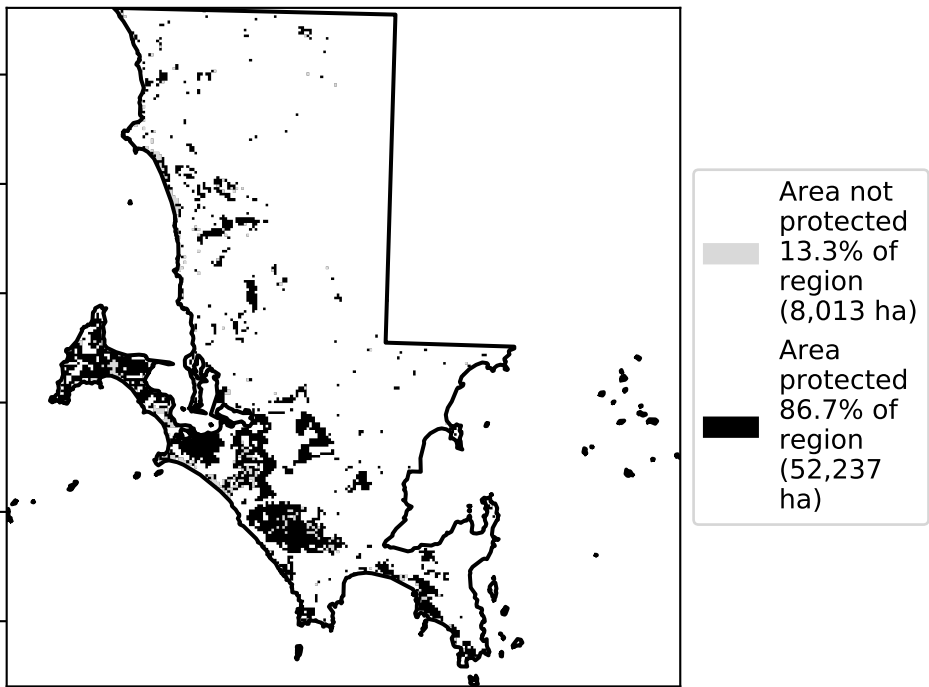 Area not
protected
13.3% of
region
(8,013 ha)
Area
protected
86.7% of
region
(52,237
ha)